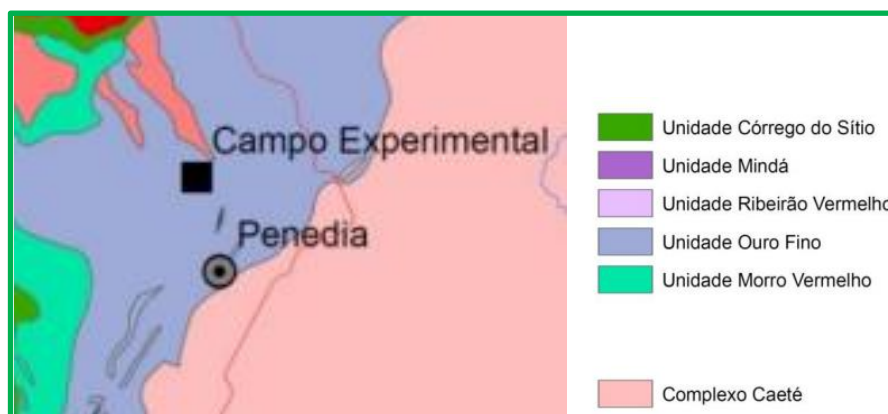 Campo Experimental
Penedia
Unidade Córrego do Sítio
Unidade Mindá
Unidade Ribeirão Vermelho
Unidade Ouro Fino
Unidade Morro Vermelho
Complexo Caeté